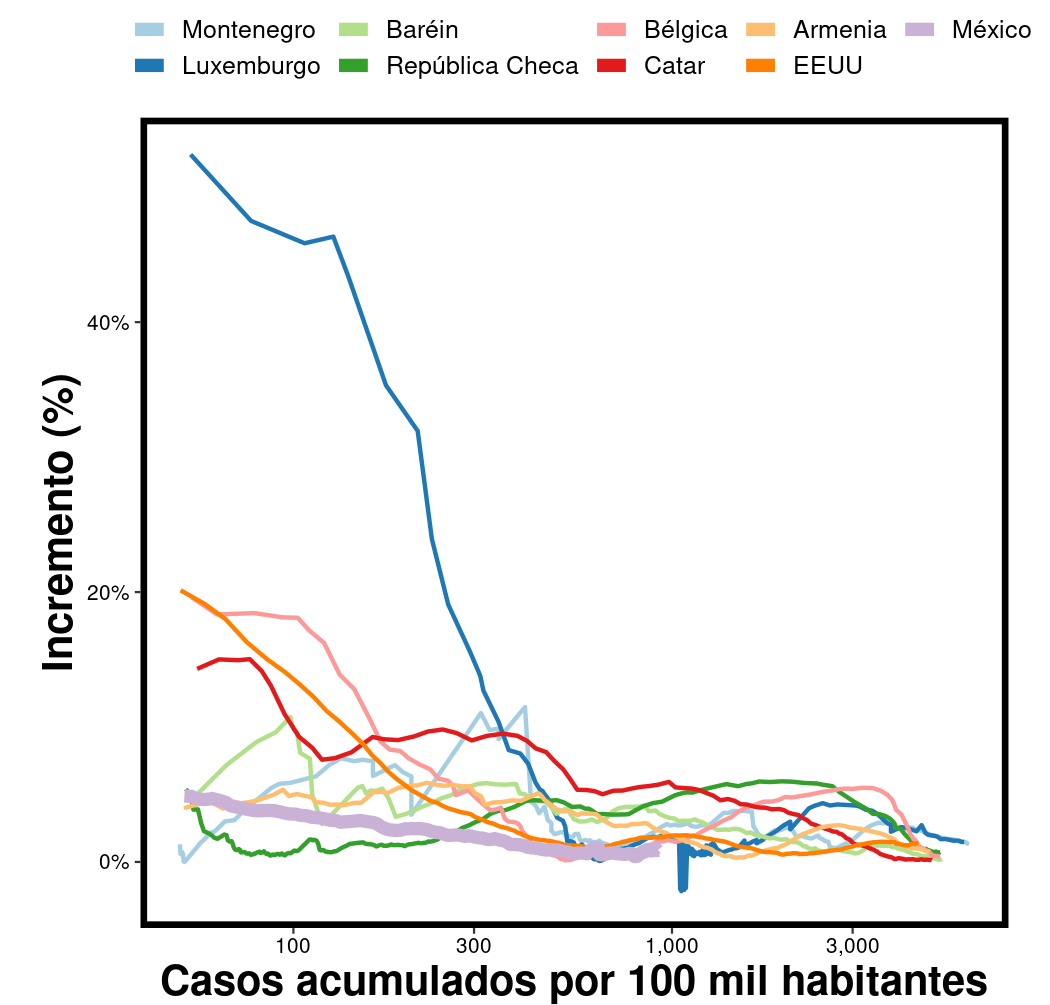 Montenegro Baréin Bélgica Armenia México
Luxemburgo República Checa Catar EEUU
Incremento (%)
40%
20%
0%
100 300 1,000 3,000
Casos acumulados por 100 mil habitantes